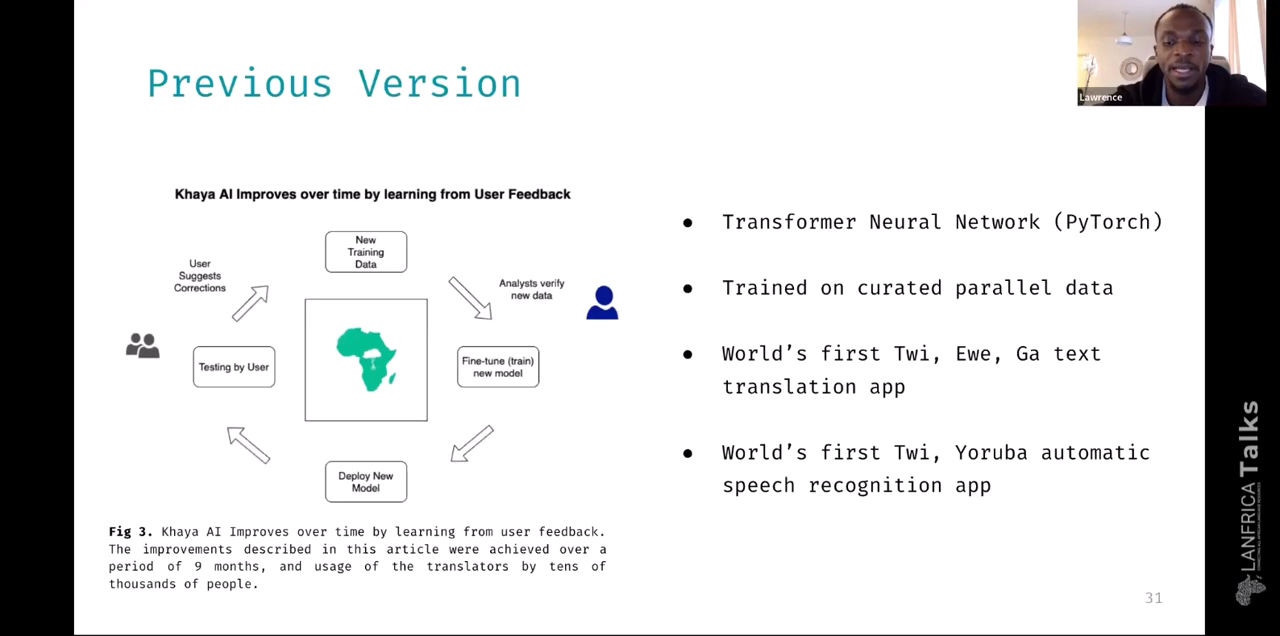 Previous Version
Lawrence
Khaya AI Improves over time by learning from User Feedback
New
Training
Data
User
Suggests
Corrections
Analysts verify
new data
Testing by User
Fine-tune (train)
new model
Deploy New
Model
Fig 3. Khaya AI Improves over time by learning from user feedback.
The improvements described in this article were achieved over a
period of 9 months, and usage of the translators by tens of
thousands of people.
● Transformer Neural Network (PyTorch)
● Trained on curated parallel data
● World’s first Twi, Ewe, Ga text
translation app
● World’s first Twi, Yoruba automatic
speech recognition app
31
LANFRICA Talks